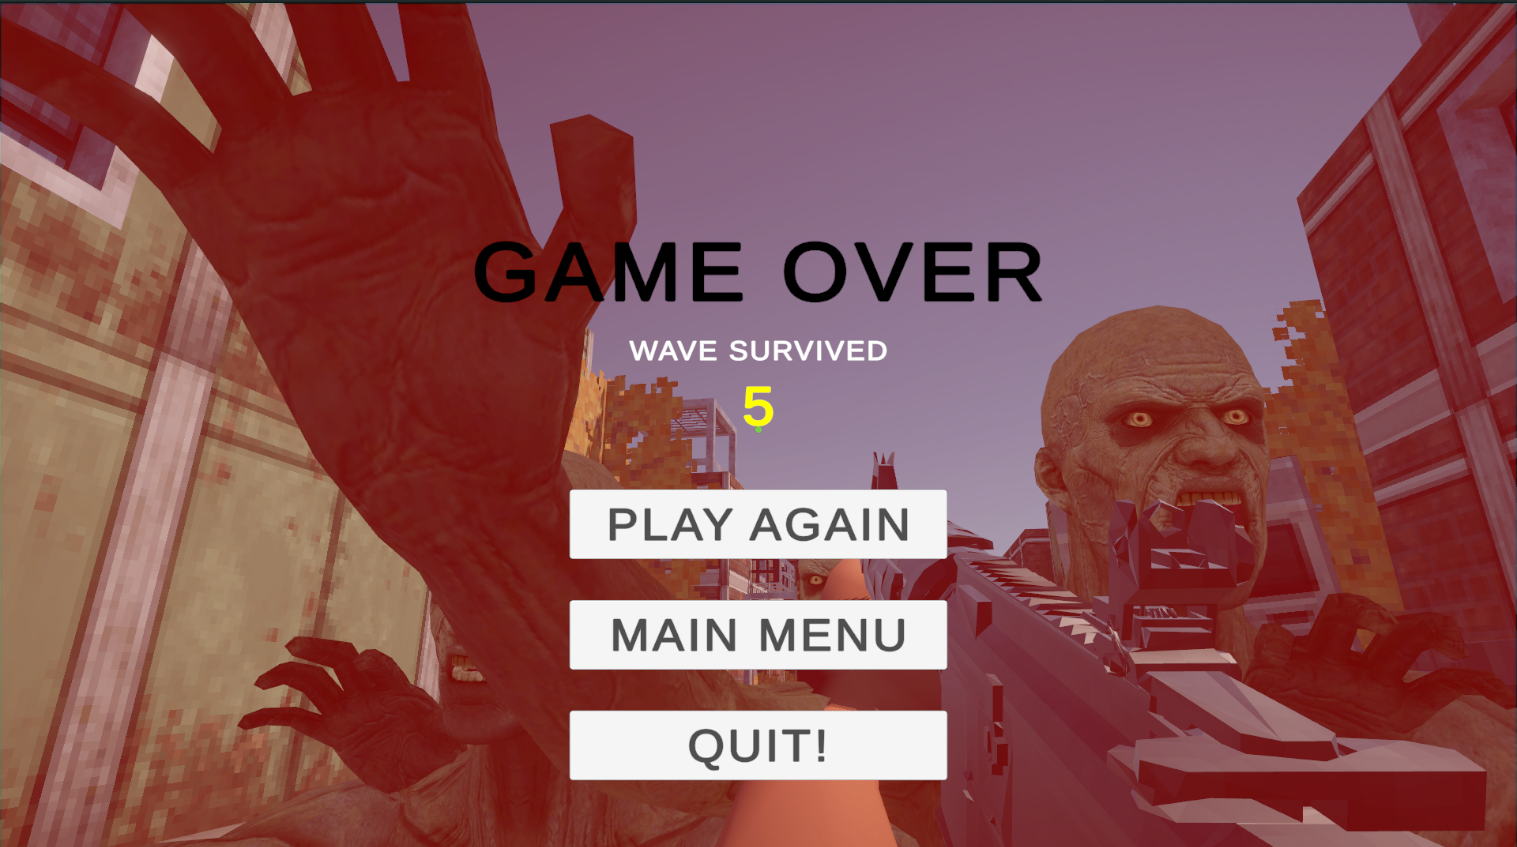 GAME OVER
WAVE SURVIVED
5
PLAY AGAIN
MAIN MENU
QUIT!